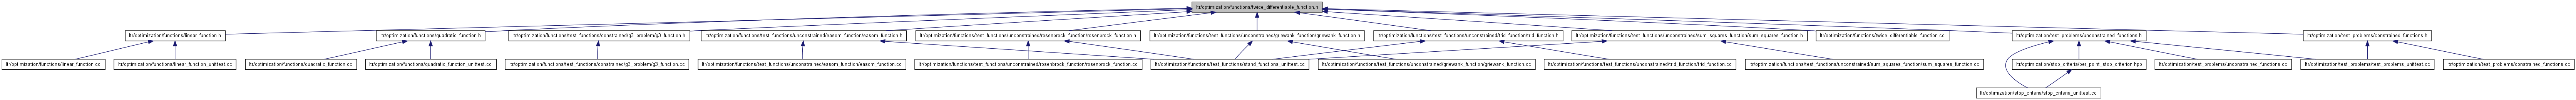 lti/optimization/functions/twice_differentiable_function.h
lti/optimization/functions/linear_function.h
lti/optimization/functions/quadratic_function.h
lti/optimization/functions/test_functions/constrained/g3_problem/g3_function.h
lti/optimization/functions/test_functions/unconstrained/easom_function/easom_function.h
lti/optimization/functions/test_functions/unconstrained/rosenbrock_function/rosenbrock_function.h
lti/optimization/functions/test_functions/unconstrained/griewank_function/griewank_function.h
lti/optimization/functions/test_functions/unconstrained/trid_function/trid_function.h
lti/optimization/functions/test_functions/unconstrained/sum_squares_function/sum_squares_function.h
lti/optimization/functions/twice_differentiable_function.cc
lti/optimization/test_problems/unconstrained_functions.h
lti/optimization/test_problems/constrained_functions.h
lti/optimization/functions/linear_function.cc
lti/optimization/functions/linear_function_unittest.cc
lti/optimization/functions/quadratic_function.cc
lti/optimization/functions/quadratic_function_unittest.cc
lti/optimization/functions/test_functions/constrained/g3_problem/g3_function.cc
lti/optimization/functions/test_functions/unconstrained/easom_function/easom_function.cc
lti/optimization/functions/test_functions/unconstrained/rosenbrock_function/rosenbrock_function.cc
lti/optimization/functions/test_functions/stand_functions_unittest.cc
lti/optimization/functions/test_functions/unconstrained/griewank_function/griewank_function.cc
lti/optimization/functions/test_functions/unconstrained/trid_function/trid_function.cc
lti/optimization/functions/test_functions/unconstrained/sum_squares_function/sum_squares_function.cc
lti/optimization/stop_criteria/per_point_stop_criterion.hpp
lti/optimization/test_problems/unconstrained_functions.cc
lti/optimization/test_problems/test_problems_unittest.cc
lti/optimization/test_problems/constrained_functions.cc
lti/optimization/stop_criteria/stop_criteria_unittest.cc